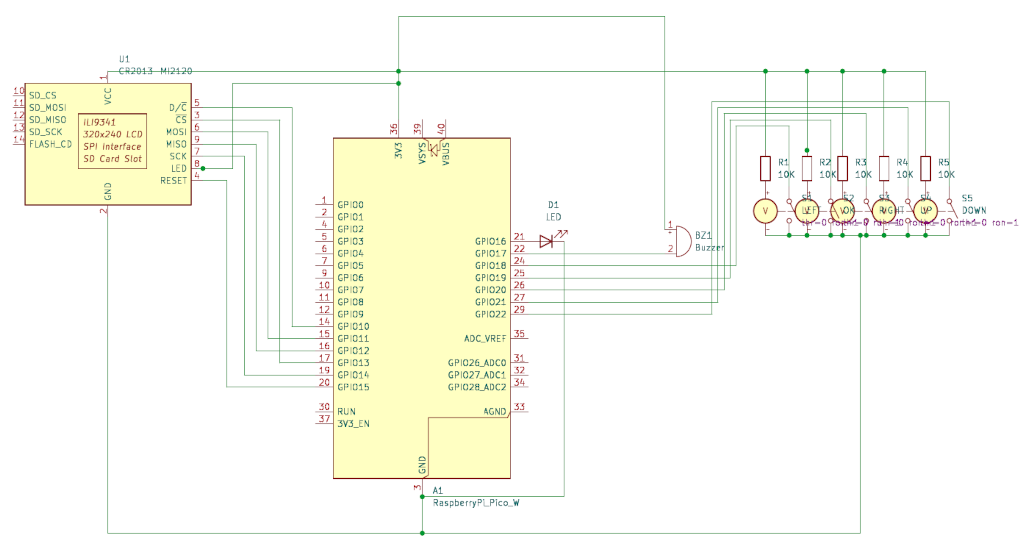 U1
CR2013-MI2120
VCC
1
10 SD_CS
11 SD_MOSI
12 SD_MISO
13 SD_SCK
14 FLASH_CD
ILI9341
320x240 LCD
SPI Interface
SD Card Slot
D/C 5
CS 3
MOSI 6
MISO 9
SCK 7
LED 8
RESET 4
GND
2
36 39 40
3V3 VSYS VBUS
1 GPIO0
2 GPIO1
4 GPIO2
5 GPIO3
6 GPIO4
7 GPIO5
9 GPIO6
10 GPIO7
11 GPIO8
12 GPIO9
14 GPIO10
15 GPIO11
16 GPIO12
17 GPIO13
19 GPIO14
20 GPIO15
30 RUN
37 3V3_EN
GPIO16 21
GPIO17 22
GPIO18 24
GPIO19 25
GPIO20 26
GPIO21 27
GPIO22 29
ADC_VREF 35
GPIO26_ADC0 31
GPIO27_ADC1 32
GPIO28_ADC2 34
AGND 33
GND
3
A1
RaspberryPi_Pico_W
D1
LED
1
2
BZ1
Buzzer
R1
10K
R2
10K
R3
10K
R4
10K
R5
10K
V
LEFT
S2
OK
S3
RIGHT
UP
S5
DOWN